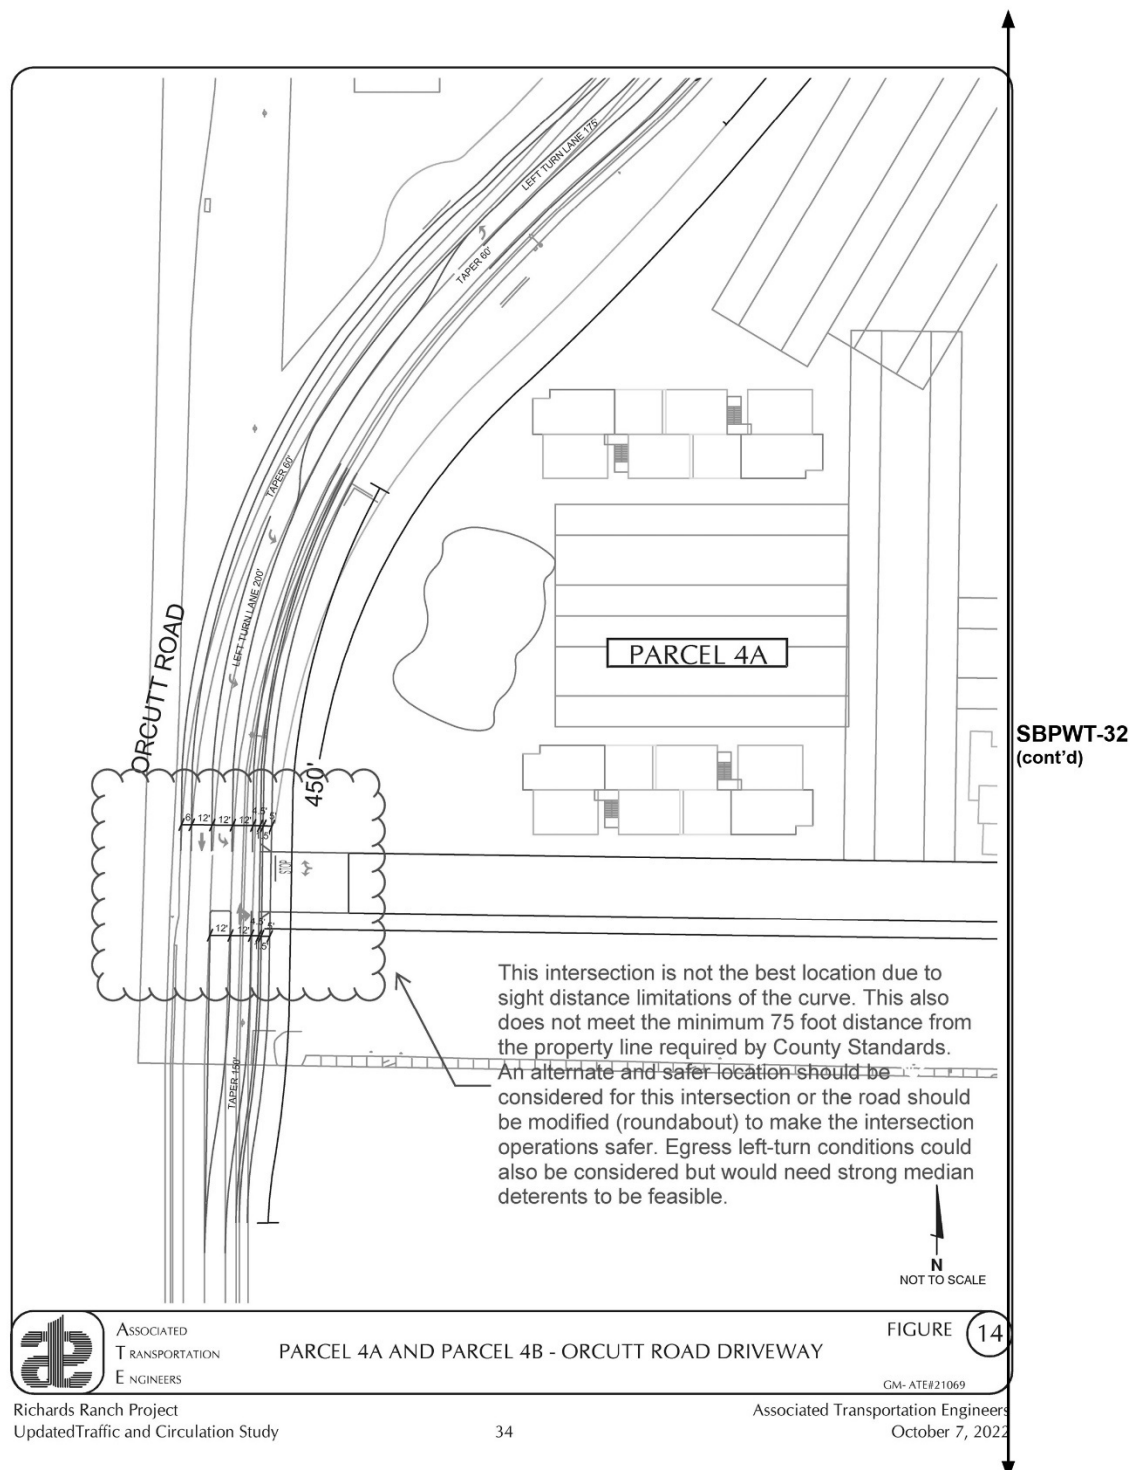 LEFT TURN LANE 175'
TAPER 60'
TAPER 60'
LEFT TURN LANE 200'
ORCUTT ROAD
PARCEL 4A
SBPWT-32
(cont'd)
450'
6' 12' 12' 12' 4.5' 5'
1.5'
STOP
12' 12' 4.5' 5'
1.5'
TAPER 150'
This intersection is not the best location due to
sight distance limitations of the curve. This also
does not meet the minimum 75 foot distance from
the property line required by County Standards.
An alternate and safer location should be
considered for this intersection or the road should
be modified (roundabout) to make the intersection
operations safer. Egress left-turn conditions could
also be considered but would need strong median
deterents to be feasible.
N
NOT TO SCALE
ASSOCIATED
TRANSPORTATION
ENGINEERS
PARCEL 4A AND PARCEL 4B - ORCUTT ROAD DRIVEWAY
FIGURE 14
GM- ATE#21069
Richards Ranch Project
UpdatedTraffic and Circulation Study
34
Associated Transportation Engineers
October 7, 2022